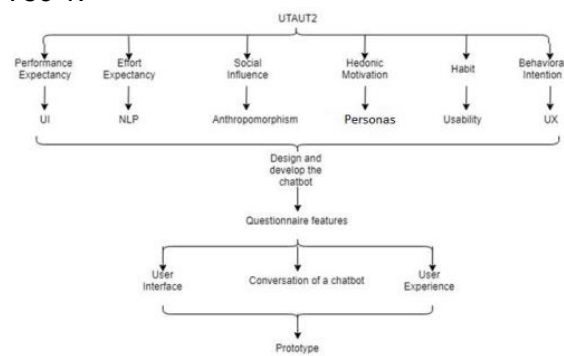 UTAUT2
Performance Expectancy
Effort Expectancy
Social Influence
Hedonic Motivation
Habit
Behavioral Intention
UI
NLP
Anthropomorphism
Personas
Usability
UX
Design and
develop the
chatbot
Questionnaire features
User Interface
Conversation of a chatbot
User Experience
Prototype